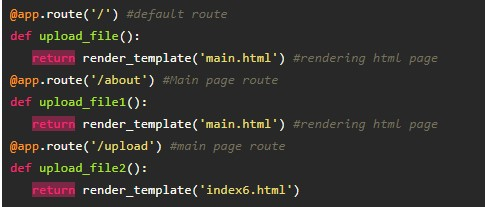 @app.route('/') #default route
def upload_file():
return render_template('main.html') #rendering html page
@app.route('/about') #Main page route
def upload_file1():
return render_template('main.html') #rendering html page
@app.route('/upload') #main page route
def upload_file2():
return render_template('index6.html')